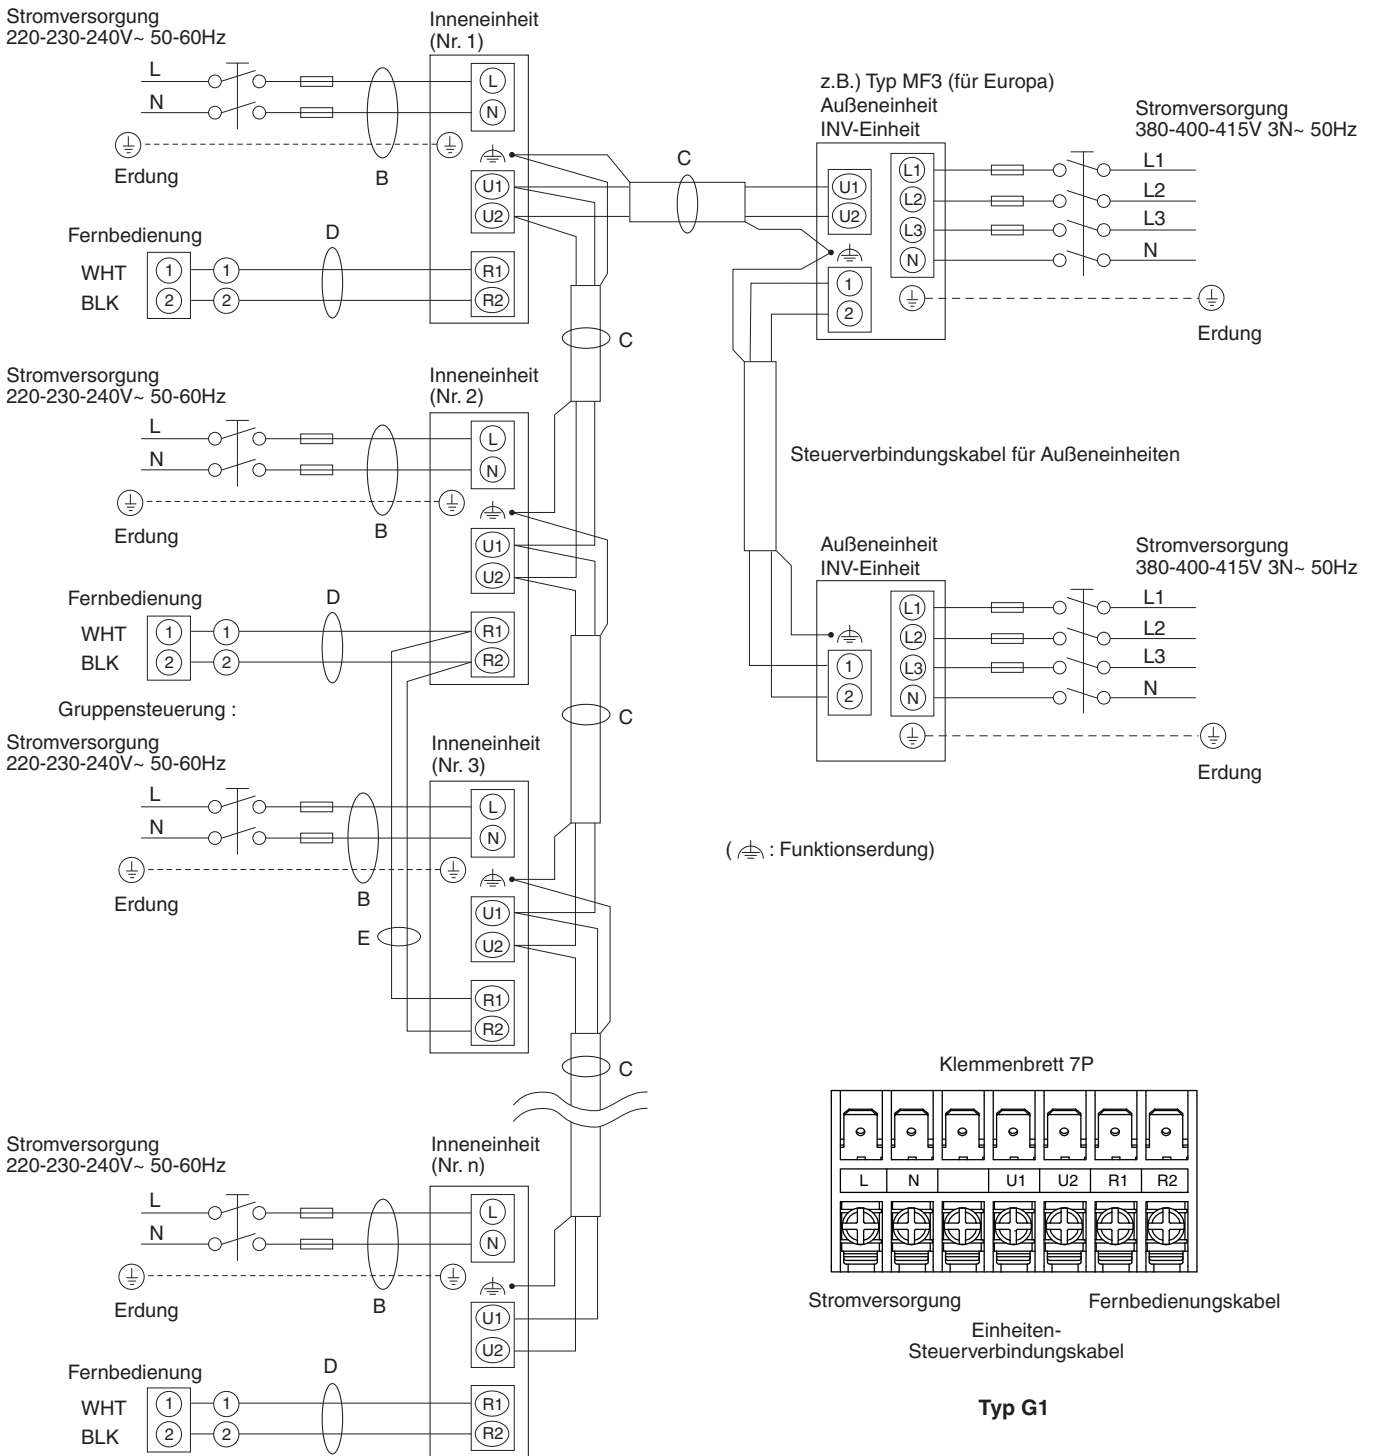 Stromversorgung
220-230-240V~ 50-60Hz
L
N
Erdung
B
Inneneinheit
(Nr. 1)
L
N
U1
U2
R1
R2
Fernbedienung
WHT 1 1
BLK 2 2
D
C
C
z.B.) Typ MF3 (für Europa)
Außeneinheit
INV-Einheit
U1
U2
1
2
L1
L2
L3
N
Stromversorgung
380-400-415V 3N~ 50Hz
L1
L2
L3
N
Erdung
Stromversorgung
220-230-240V~ 50-60Hz
L
N
Erdung
B
Inneneinheit
(Nr. 2)
L
N
U1
U2
R1
R2
Fernbedienung
WHT 1 1
BLK 2 2
D
C
Steuerverbindungskabel für Außeneinheiten
Außeneinheit
INV-Einheit
1
2
L1
L2
L3
N
Stromversorgung
380-400-415V 3N~ 50Hz
L1
L2
L3
N
Erdung
Gruppensteuerung :
Stromversorgung
220-230-240V~ 50-60Hz
L
N
Erdung
B
E
Inneneinheit
(Nr. 3)
L
N
U1
U2
R1
R2
C
( : Funktionserdung)
Stromversorgung
220-230-240V~ 50-60Hz
L
N
Erdung
B
Inneneinheit
(Nr. n)
L
N
U1
U2
R1
R2
Fernbedienung
WHT 1 1
BLK 2 2
D
Klemmenbrett 7P
L N U1 U2 R1 R2
Stromversorgung
Fernbedienungskabel
Einheiten-
Steuerverbindungskabel
Typ G1